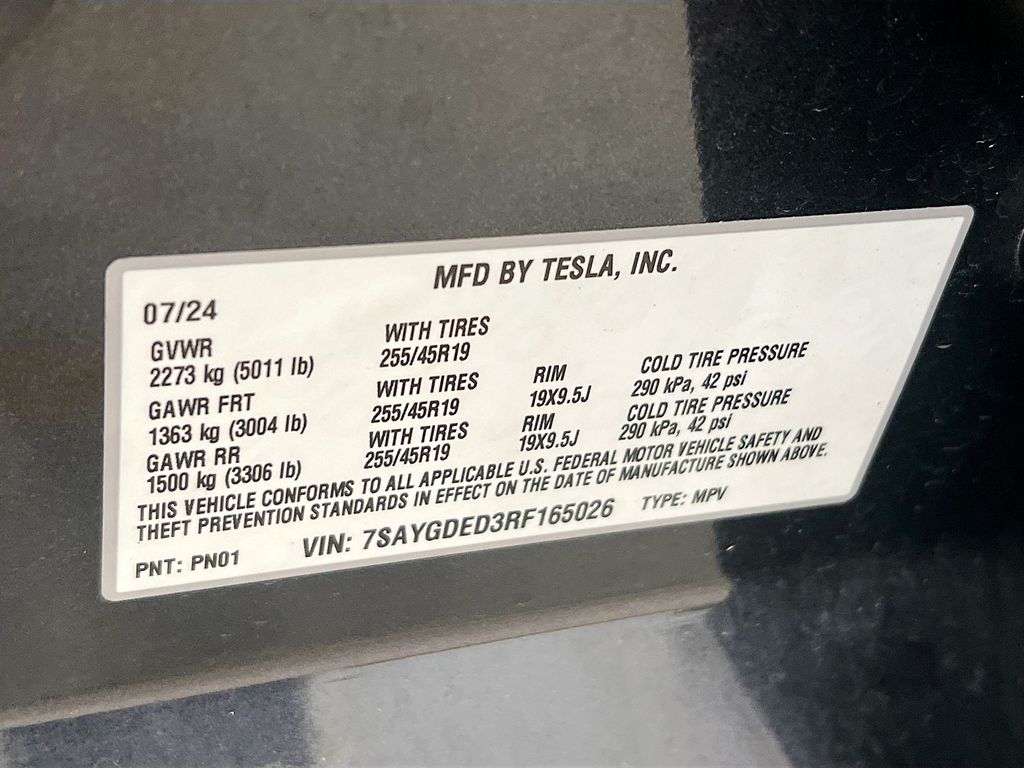 MFD BY TESLA, INC.
07/24
GVWR WITH TIRES
2273 kg (5011 lb) 255/45R19
GAWR FRT WITH TIRES RIM COLD TIRE PRESSURE
1363 kg (3004 lb) 255/45R19 19X9.5J 290 kPa, 42 psi
GAWR RR WITH TIRES RIM COLD TIRE PRESSURE
1500 kg (3306 lb) 255/45R19 19X9.5J 290 kPa, 42 psi
THIS VEHICLE CONFORMS TO ALL APPLICABLE U.S. FEDERAL MOTOR VEHICLE SAFETY AND
THEFT PREVENTION STANDARDS IN EFFECT ON THE DATE OF MANUFACTURE SHOWN ABOVE.
PNT: PN01 VIN: 7SAYGDED3RF165026 TYPE: MPV